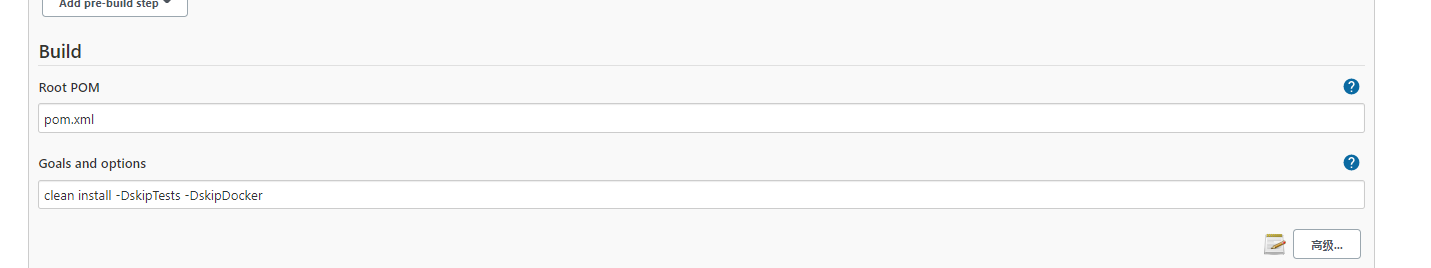 Add pre-build step
Build
Root POM
pom.xml
Goals and options
clean install -DskipTests -DskipDocker
高级...